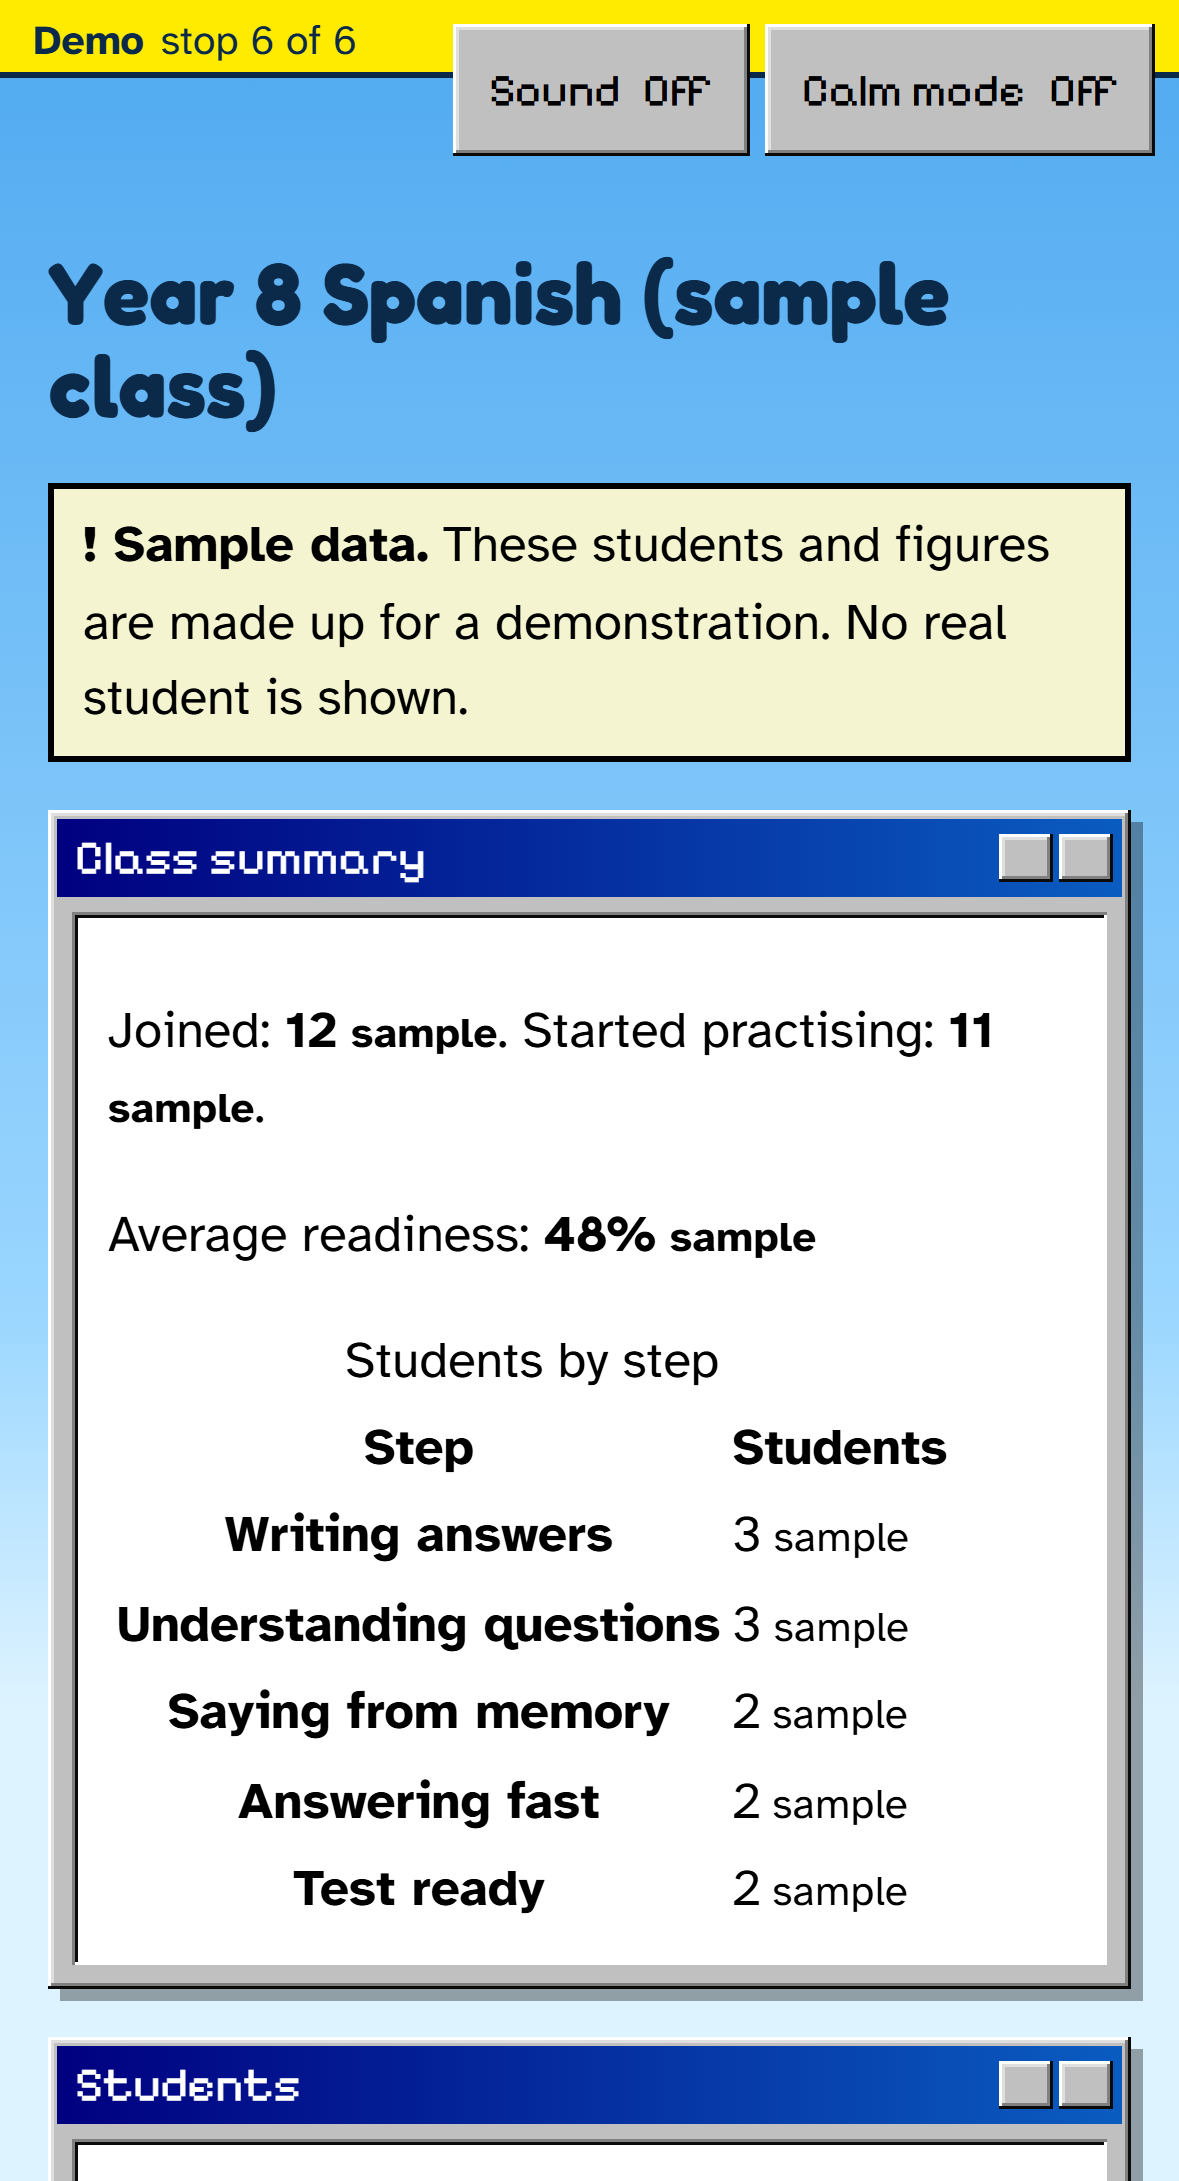 Demo stop 6 of 6
Sound Off
Calm mode Off
Year 8 Spanish (sample
class)
! Sample data. These students and figures
are made up for a demonstration. No real
student is shown.
Class summary
Joined: 12 sample. Started practising: 11
sample.
Average readiness: 48% sample
Students by step
Step Students
Writing answers 3 sample
Understanding questions 3 sample
Saying from memory 2 sample
Answering fast 2 sample
Test ready 2 sample
Students